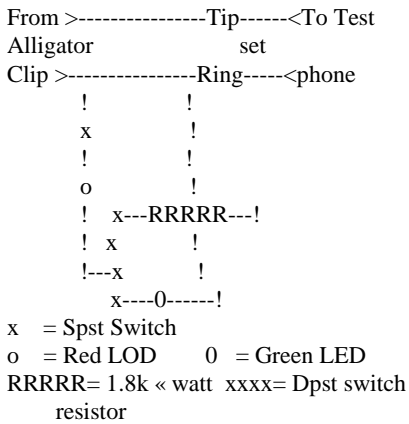 From >----------------Tip------<To Test
Alligator set
Clip >----------------Ring-----<phone
! !
x !
! !
o !
! x---RRRRR---!
! x !
!---x !
x----0------!
x = Spst Switch
o = Red LOD 0 = Green LED
RRRRR= 1.8k « watt xxxx= Dpst switch
resistor